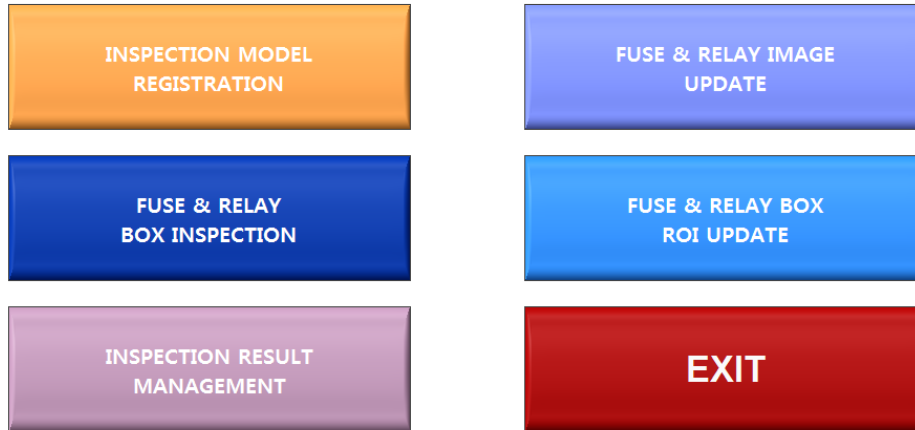 INSPECTION MODEL
REGISTRATION
FUSE & RELAY IMAGE
UPDATE
FUSE & RELAY
BOX INSPECTION
FUSE & RELAY BOX
ROI UPDATE
INSPECTION RESULT
MANAGEMENT
EXIT